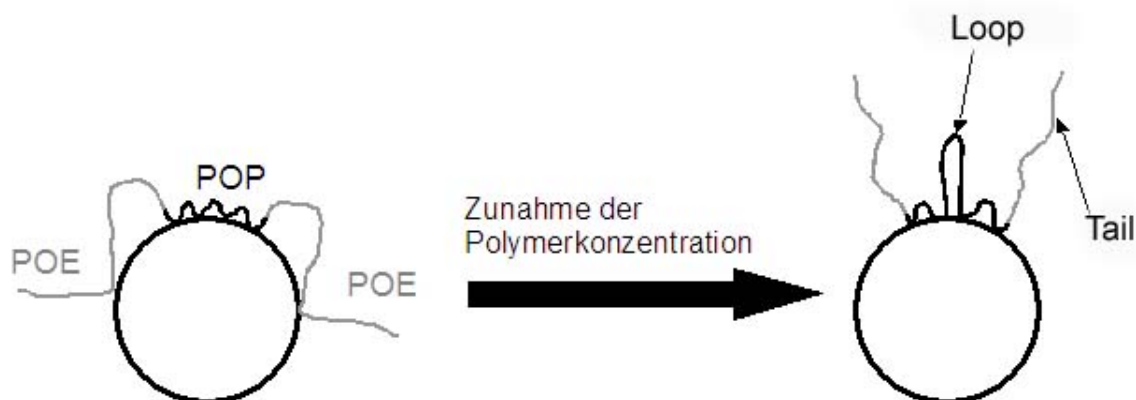 POP
POE
POE
Zunahme der
Polymerkonzentration
Loop
Tail